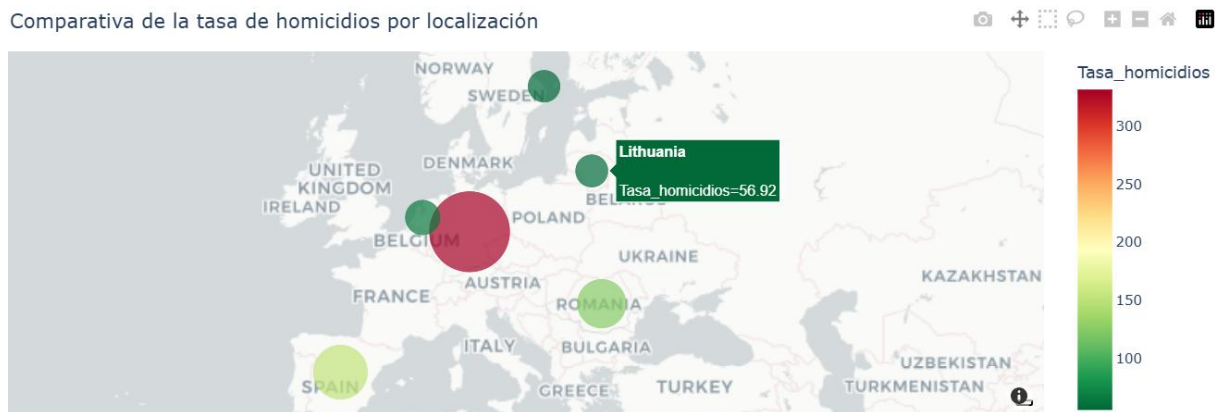 Comparativa de la tasa de homicidios por localización
Tasa_homicidios
NORWAY
SWEDEN
300
Lithuania
DENMARK
UNITED
KINGDOM
Tasa_homicidios=56.92
250
IRELAND
POLAND
BELGIUM
200
UKRAINE
KAZAKHSTAN
AUSTRIA
FRANCE
ROMANIA
150
ITALY
BULGARIA
UZBEKISTAN
100
SPAIN
GREECE
TURKEY
TURKMENISTAN